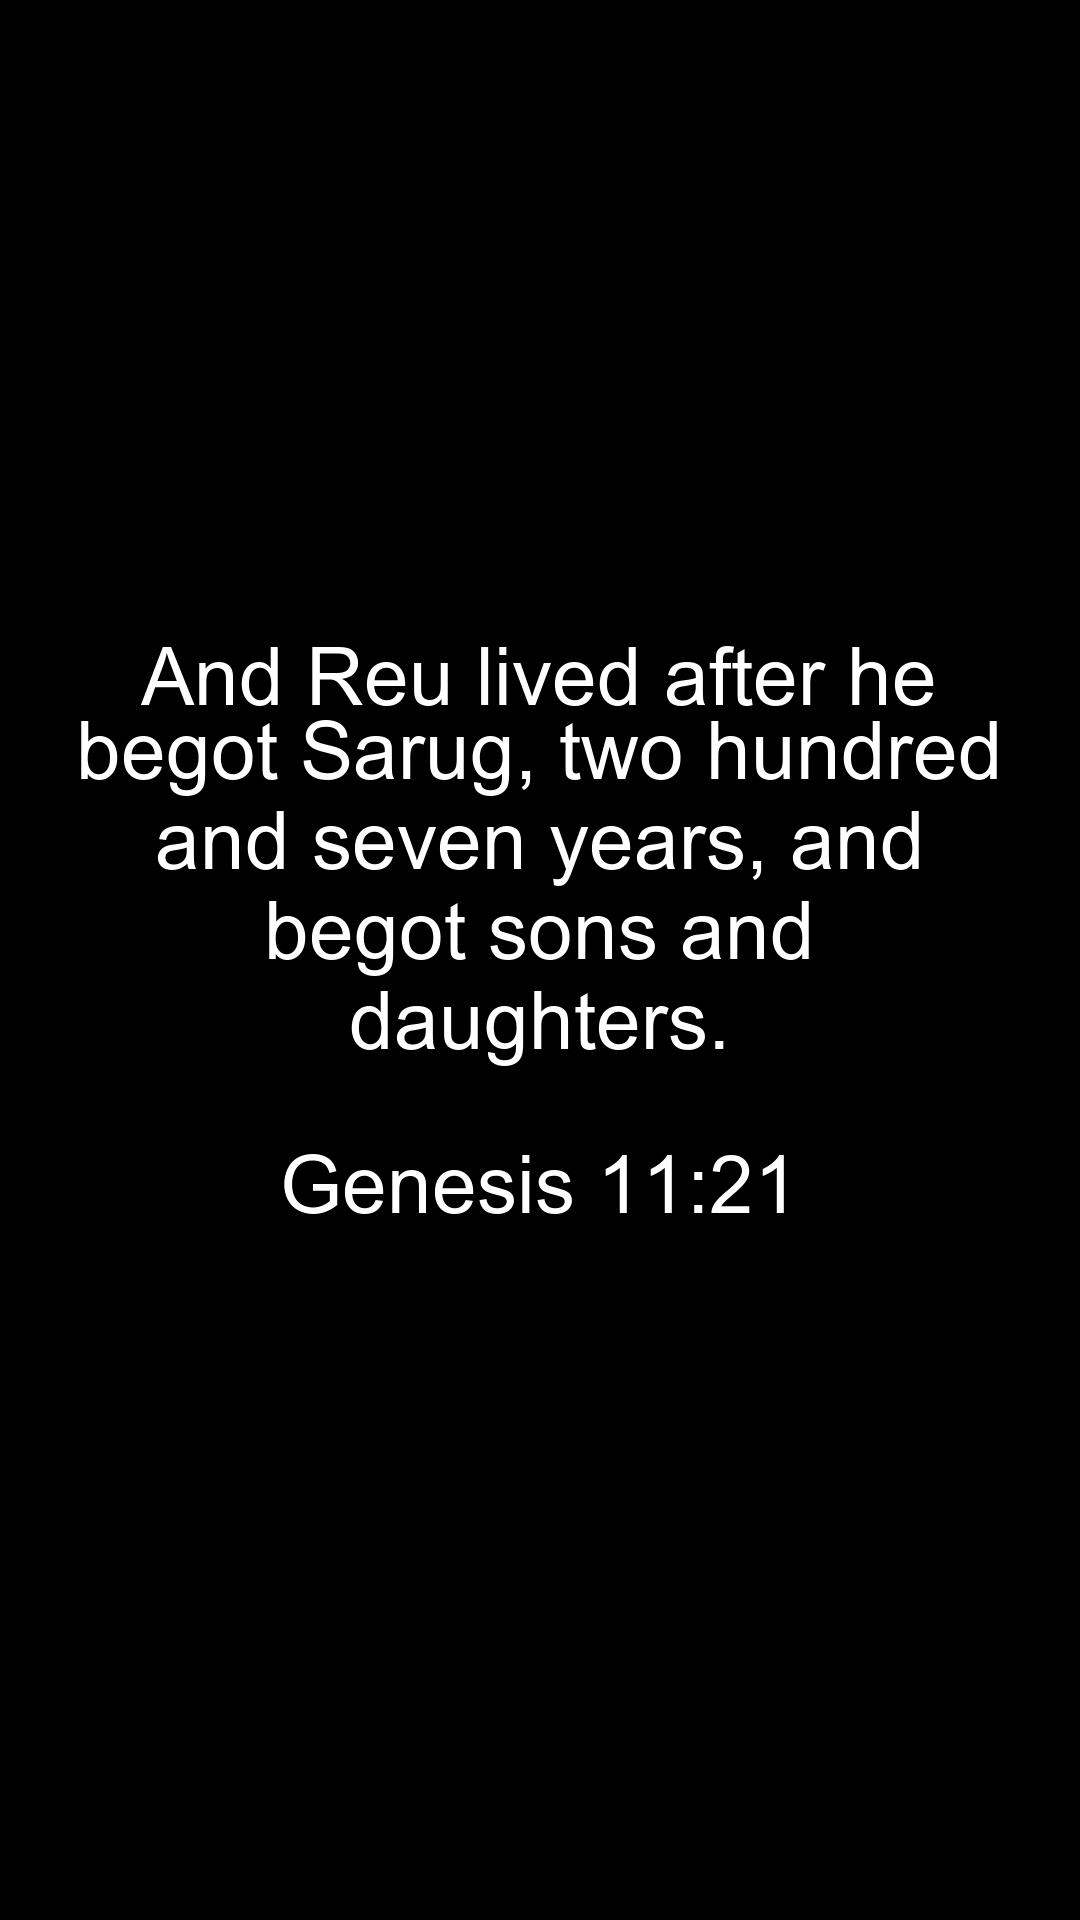 And Reu lived after he
begot Sarug, two hundred
and seven years, and
begot sons and
daughters.
Genesis 11:21